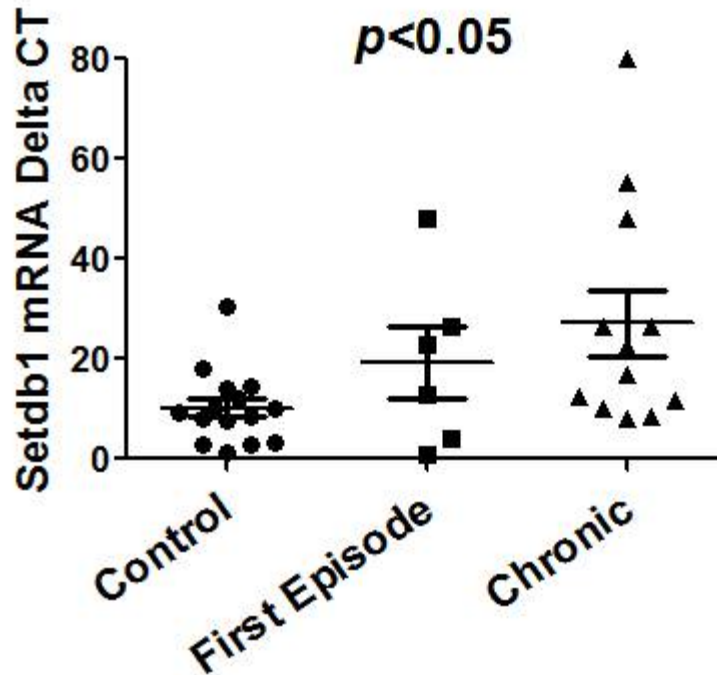 p<0.05
Setdb1 mRNA Delta CT
80
60
40
20
0
Control
First Episode
Chronic